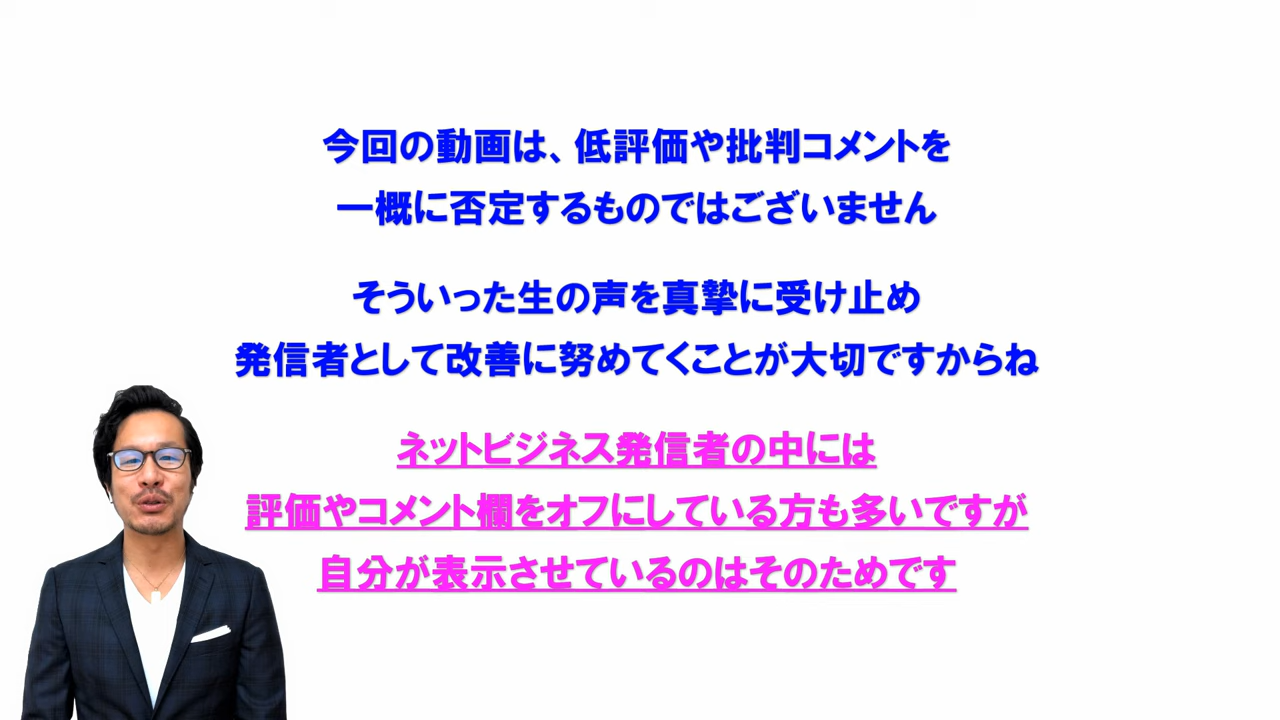 今回の動画は、低評価や批判コメントを
一概に否定するものではございません
そういった生の声を真摯に受け止め
発信者として改善に努めてくことが大切ですからね
ネットビジネス発信者の中には
評価やコメント欄をオフにしている方も多いですが
自分が表示させているのはそのためです